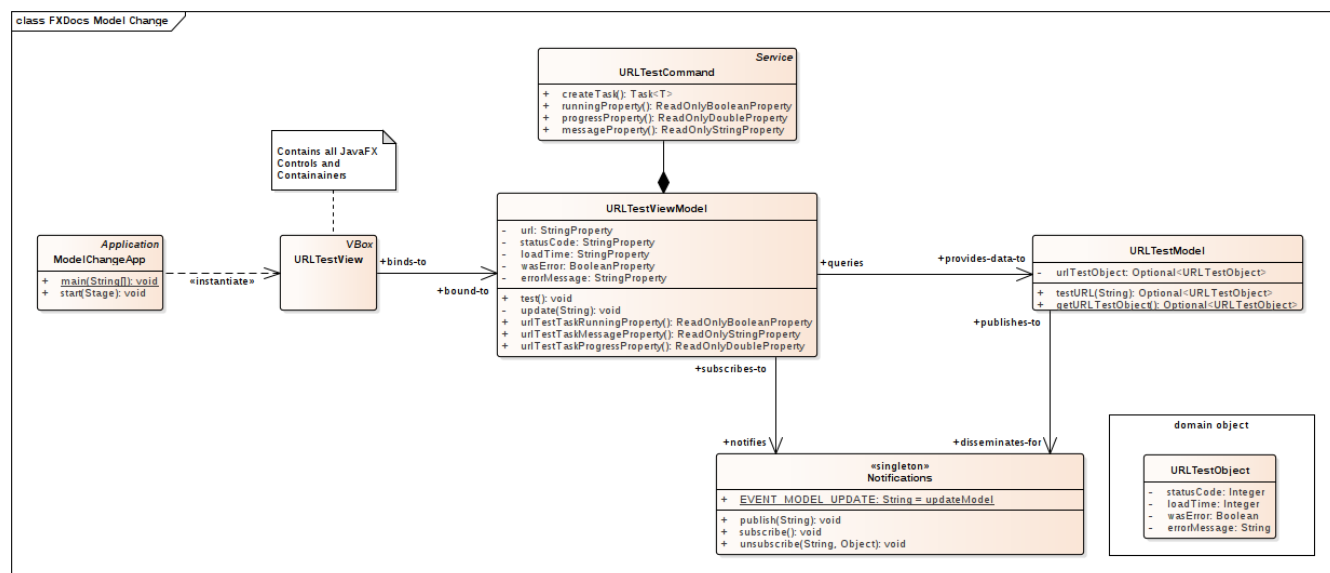 class FXDocs Model Change
Service
URLTestCommand
+ createTask(): Task<T>
+ runningProperty(): ReadOnlyBooleanProperty
+ progressProperty(): ReadOnlyDoubleProperty
+ messageProperty(): ReadOnlyStringProperty
Contains all JavaFX
Controls and
Containainers
Application
ModelChangeApp
+ main(String[]): void
+ start(Stage): void
«instantiate»
VBox
URLTestView
+binds-to
+bound-to
URLTestViewModel
- url: StringProperty
- statusCode: StringProperty
- loadTime: StringProperty
- wasError: BooleanProperty
- errorMessage: StringProperty
+ test(): void
- update(String): void
+ urlTestTaskRunningProperty(): ReadOnlyBooleanProperty
+ urlTestTaskMessageProperty(): ReadOnlyStringProperty
+ urlTestTaskProgressProperty(): ReadOnlyDoubleProperty
+queries
+provides-data-to
URLTestModel
- urlTestObject: Optional<URLTestObject>
+ testURL(String): Optional<URLTestObject>
+ getURLTestObject(): Optional<URLTestObject>
+publishes-to
+subscribes-to
+notifies
+disseminates-for
«singleton»
Notifications
+ EVENT_MODEL_UPDATE: String = updateModel
+ publish(String): void
+ subscribe(): void
+ unsubscribe(String, Object): void
domain object
URLTestObject
- statusCode: Integer
- loadTime: Integer
- wasError: Boolean
- errorMessage: String